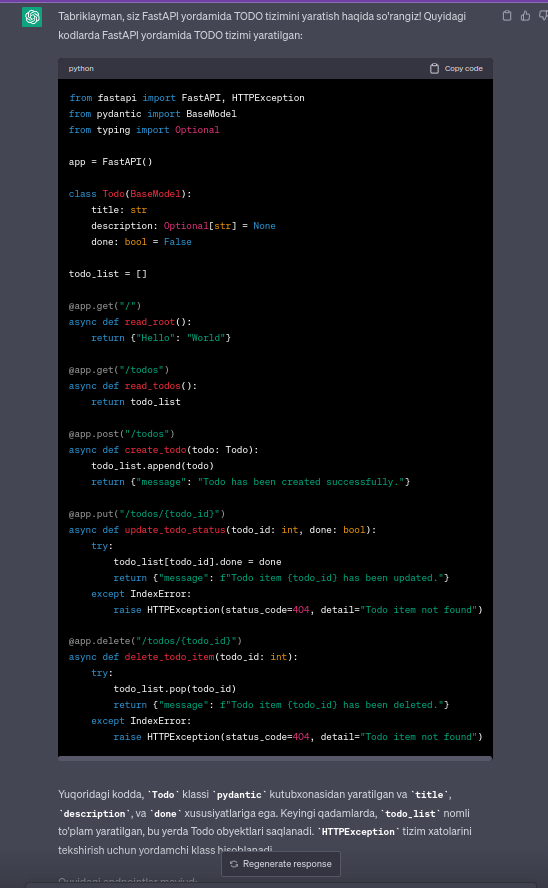 Tabriklayman, siz FastAPI yordamida TODO tizimini yaratish haqida so'rangiz! Quyidagi
kodlarda FastAPI yordamida TODO tizimi yaratilgan:
python
Copy code
from fastapi import FastAPI, HTTPException
from pydantic import BaseModel
from typing import Optional
app = FastAPI()
class Todo(BaseModel):
    title: str
    description: Optional[str] = None
    done: bool = False
todo_list = []
@app.get("/")
async def read_root():
    return {"Hello": "World"}
@app.get("/todos")
async def read_todos():
    return todo_list
@app.post("/todos")
async def create_todo(todo: Todo):
    todo_list.append(todo)
    return {"message": "Todo has been created successfully."}
@app.put("/todos/{todo_id}")
async def update_todo_status(todo_id: int, done: bool):
    try:
        todo_list[todo_id].done = done
        return {"message": f"Todo item {todo_id} has been updated."}
    except IndexError:
        raise HTTPException(status_code=404, detail="Todo item not found")
@app.delete("/todos/{todo_id}")
async def delete_todo_item(todo_id: int):
    try:
        todo_list.pop(todo_id)
        return {"message": f"Todo item {todo_id} has been deleted."}
    except IndexError:
        raise HTTPException(status_code=404, detail="Todo item not found")
Yuqoridagi kodda, `Todo` klassi `pydantic` kutubxonasidan yaratilgan va `title`,
`description`, va `done` xususiyatlariga ega. Keyingi qadamlarda, `todo_list` nomli
to'plam yaratilgan, bu yerda Todo obyektlari saqlanadi. `HTTPException` tizim xatolarini
tekshirish uchun yordamchi klass hisoblanadi.
Regenerate response
Quyidagi endpointlar mavjud: